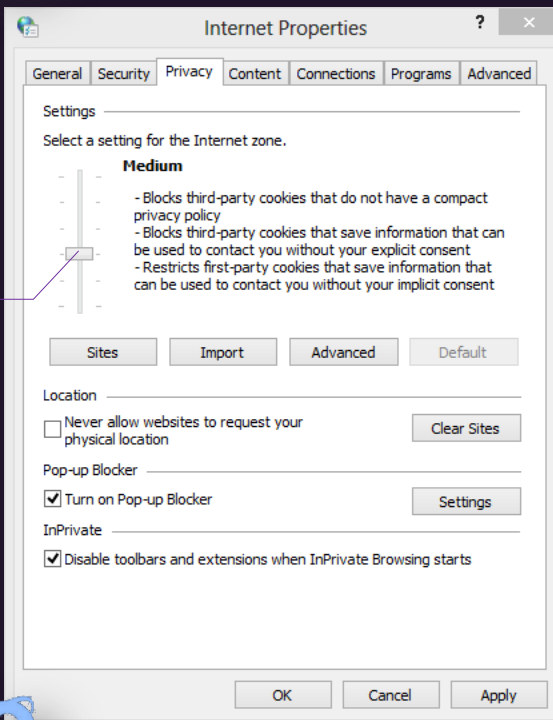 Internet Properties
?
General Security Privacy Content Connections Programs Advanced
Settings
Select a setting for the Internet zone.
Medium
- Blocks third-party cookies that do not have a compact
privacy policy
- Blocks third-party cookies that save information that can
be used to contact you without your explicit consent
- Restricts first-party cookies that save information that
can be used to contact you without your implicit consent
Sites Import Advanced Default
Location
Never allow websites to request your
physical location
Clear Sites
Pop-up Blocker
Turn on Pop-up Blocker
Settings
InPrivate
Disable toolbars and extensions when InPrivate Browsing starts
OK Cancel Apply